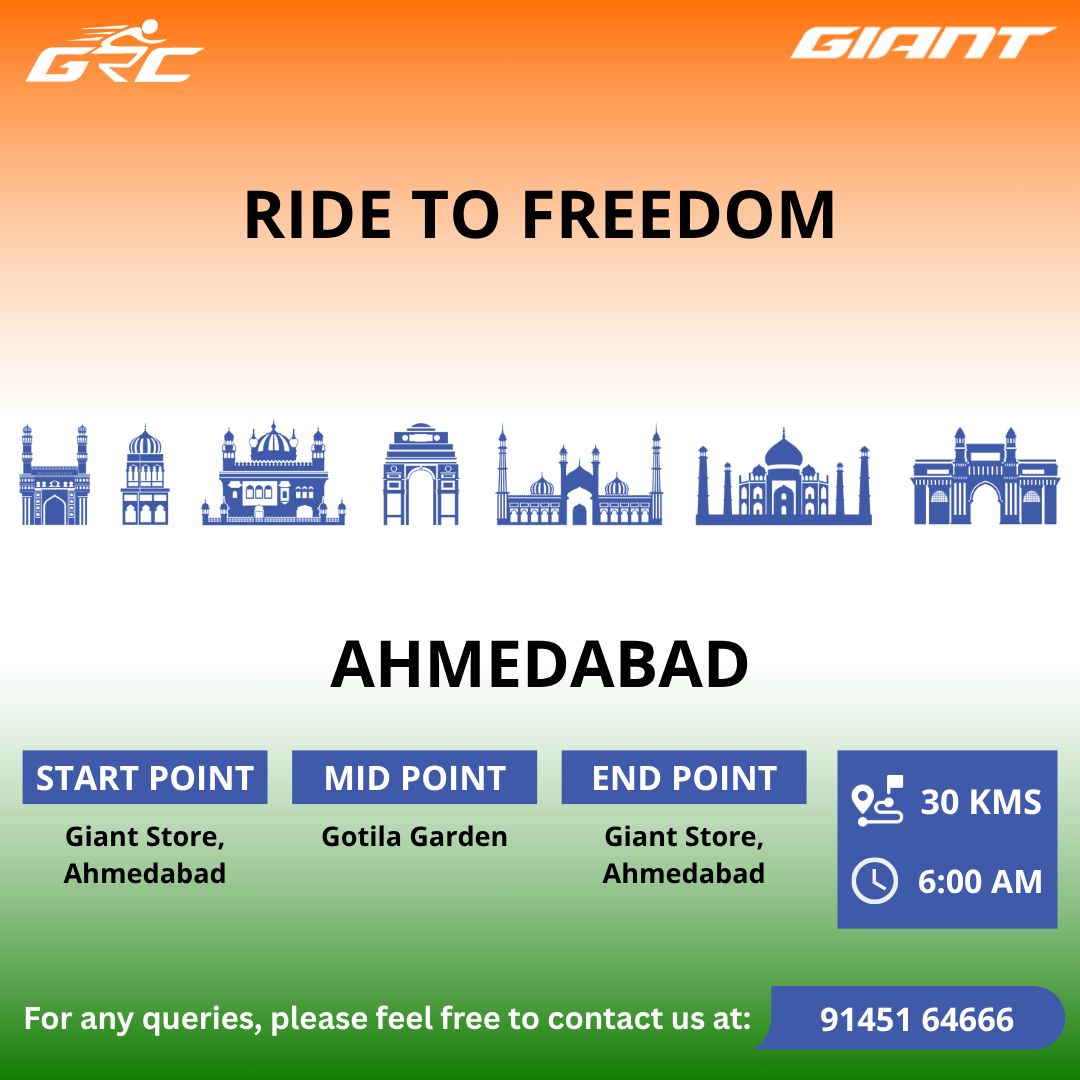 GRC
GIANT
RIDE TO FREEDOM
AHMEDABAD
START POINT
Giant Store,
Ahmedabad
MID POINT
Gotila Garden
END POINT
Giant Store,
Ahmedabad
30 KMS
6:00 AM
For any queries, please feel free to contact us at:
91451 64666